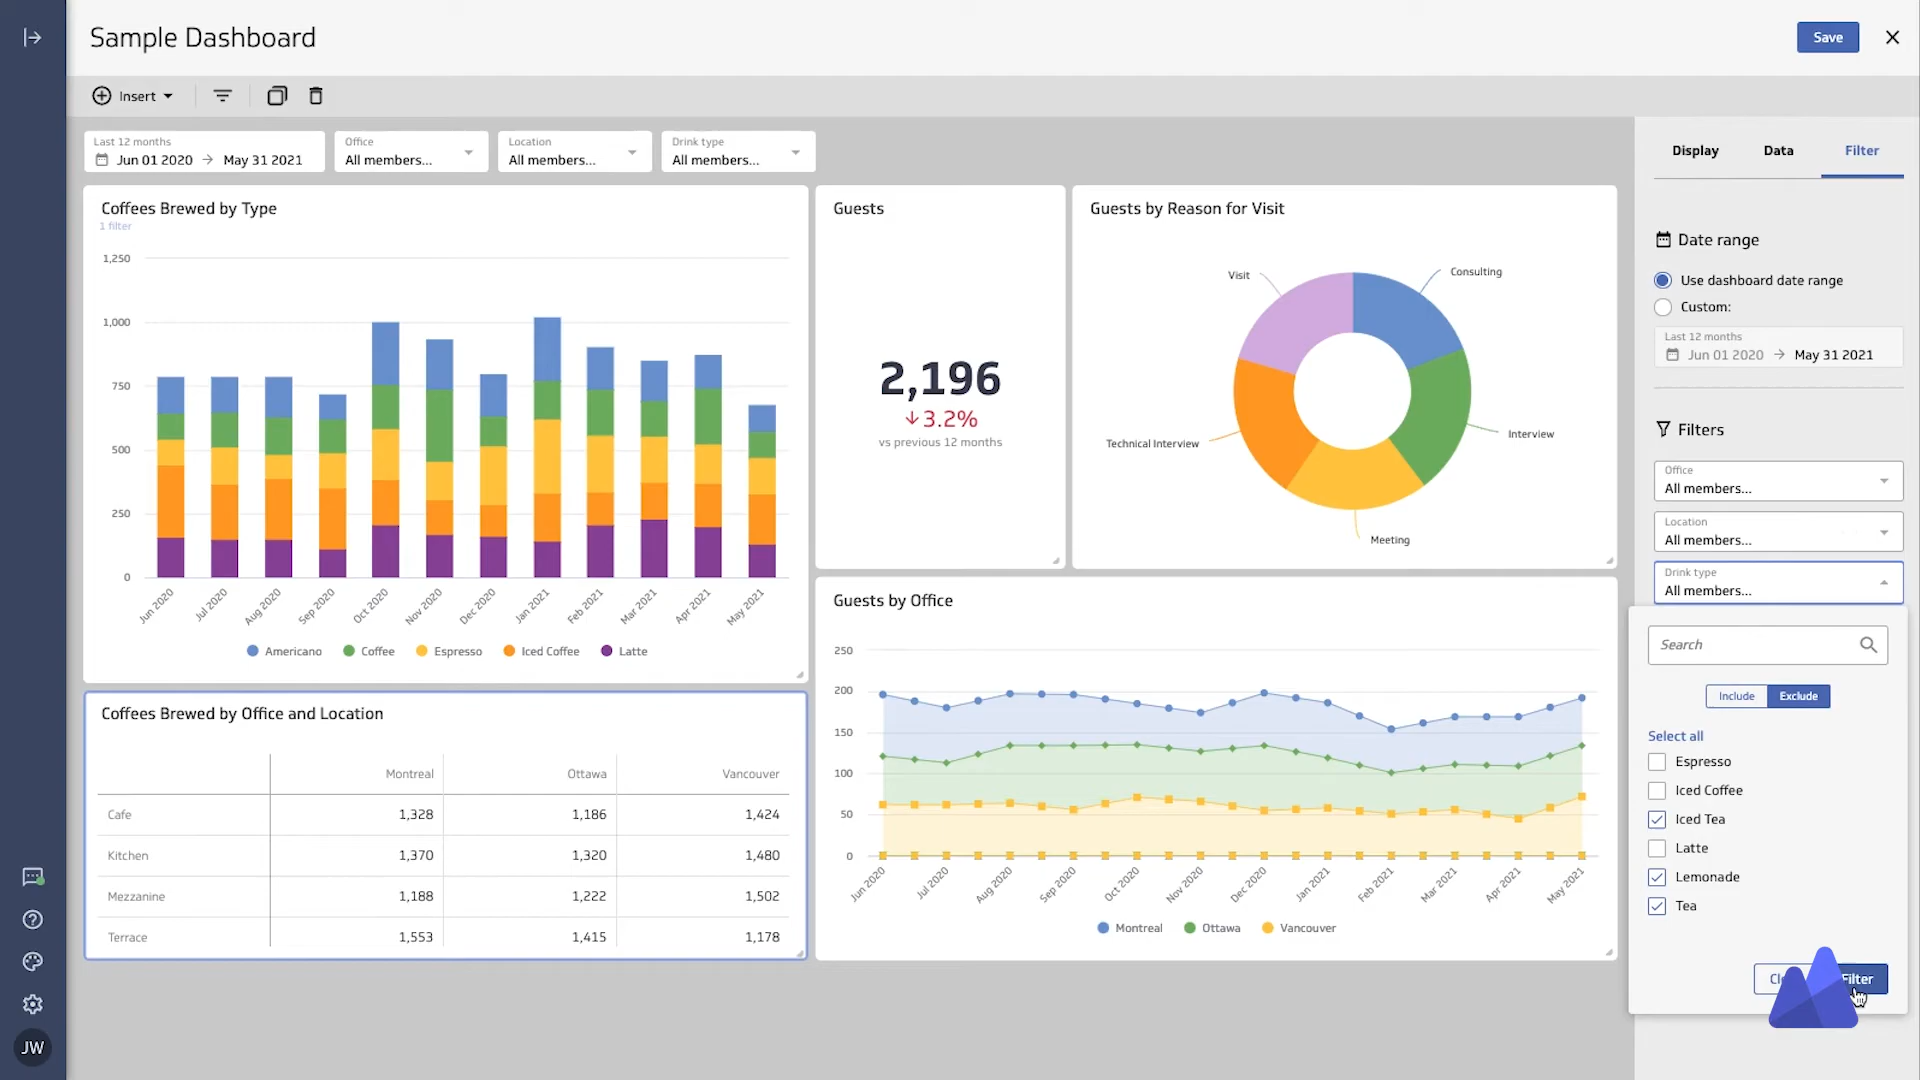 Sample Dashboard
Save
Insert
Last 12 months
Jun 01 2020 → May 31 2021
Office
All members...
Location
All members...
Drink type
All members...
Coffees Brewed by Type
1 filter
1,250
1,000
750
500
250
0
Jun 2020
Jul 2020
Aug 2020
Sep 2020
Oct 2020
Nov 2020
Dec 2020
Jan 2021
Feb 2021
Mar 2021
Apr 2021
May 2021
Americano
Coffee
Espresso
Iced Coffee
Latte
Guests
2,196
3.2%
vs previous 12 months
Guests by Reason for Visit
Visit
Consulting
Technical Interview
Interview
Meeting
Coffees Brewed by Office and Location
Montreal Ottawa Vancouver
Cafe 1,328 1,186 1,424
Kitchen 1,370 1,320 1,480
Mezzanine 1,188 1,222 1,502
Terrace 1,553 1,415 1,178
Guests by Office
250
200
150
100
50
0
Jun 2020
Jul 2020
Aug 2020
Sep 2020
Oct 2020
Nov 2020
Dec 2020
Jan 2021
Feb 2021
Mar 2021
Apr 2021
May 2021
Montreal
Ottawa
Vancouver
Display
Data
Filter
Date range
Use dashboard date range
Custom:
Last 12 months
Jun 01 2020 → May 31 2021
Filters
Office
All members...
Location
All members...
Drink type
All members...
Search
Include
Exclude
Select all
Espresso
Iced Coffee
Iced Tea
Latte
Lemonade
Tea
Filter
JW